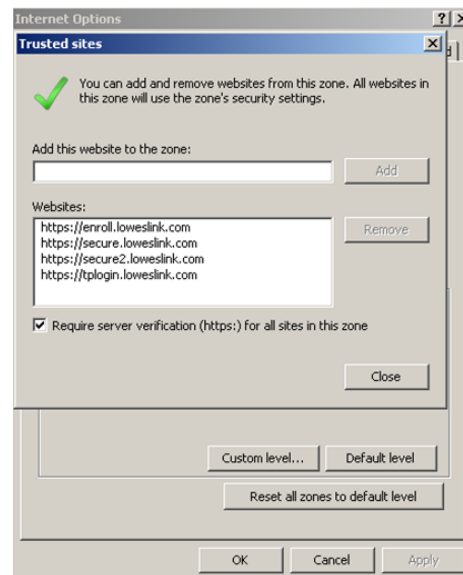 Internet Options
Trusted sites
You can add and remove websites from this zone. All websites in
this zone will use the zone's security settings.
Add this website to the zone:
Add
Websites:
https://enroll.loweslink.com
https://secure.loweslink.com
https://secure2.loweslink.com
https://tplogin.loweslink.com
Remove
Require server verification (https:) for all sites in this zone
Close
Custom level...
Default level
Reset all zones to default level
OK
Cancel
Apply